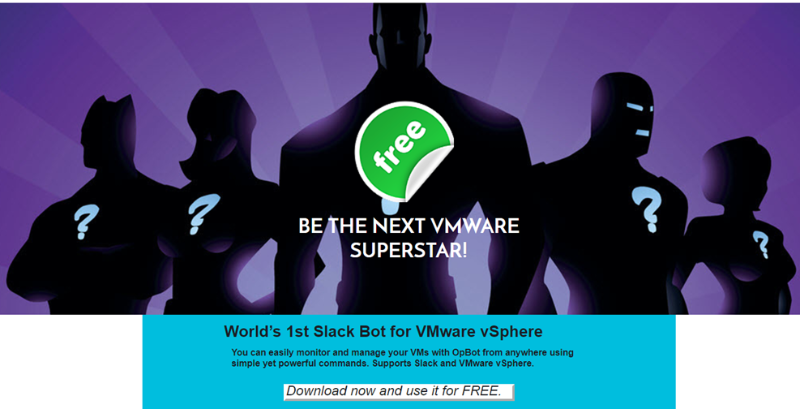 free
BE THE NEXT VMWARE
SUPERSTAR!
World's 1st Slack Bot for VMware vSphere
You can easily monitor and manage your VMs with OpBot from anywhere using
simple yet powerful commands. Supports Slack and VMware vSphere.
Download now and use it for FREE.